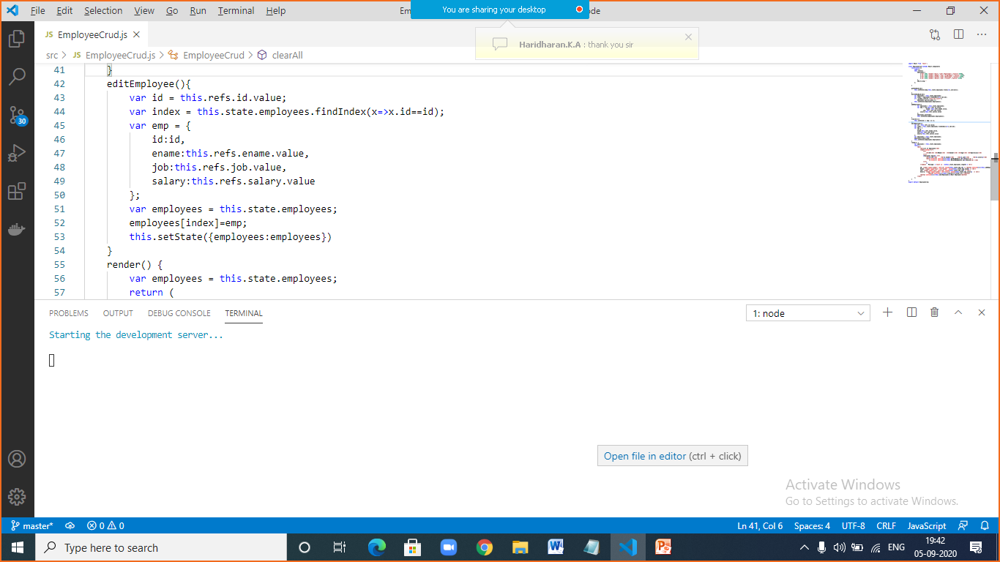 File Edit Selection View Go Run Terminal Help
Em
You are sharing your desktop
ode
JS EmployeeCrud.js
Haridharan.K.A : thank you sir
src > JS EmployeeCrud.js > EmployeeCrud > clearAll
41 }
42 editEmployee(){
43 var id = this.refs.id.value;
44 var index = this.state.employees.findIndex(x=>x.id==id);
45 var emp = {
46 id:id,
47 ename:this.refs.ename.value,
48 job:this.refs.job.value,
49 salary:this.refs.salary.value
50 };
51 var employees = this.state.employees;
52 employees[index]=emp;
53 this.setState({employees:employees})
54 }
55 render() {
56 var employees = this.state.employees;
57 return (
30
PROBLEMS OUTPUT DEBUG CONSOLE TERMINAL
1: node
Starting the development server...
Open file in editor (ctrl + click)
Activate Windows
Go to Settings to activate Windows.
master* 0 0
Ln 41, Col 6 Spaces: 4 UTF-8 CRLF JavaScript
Type here to search
ENG
19:42
05-09-2020